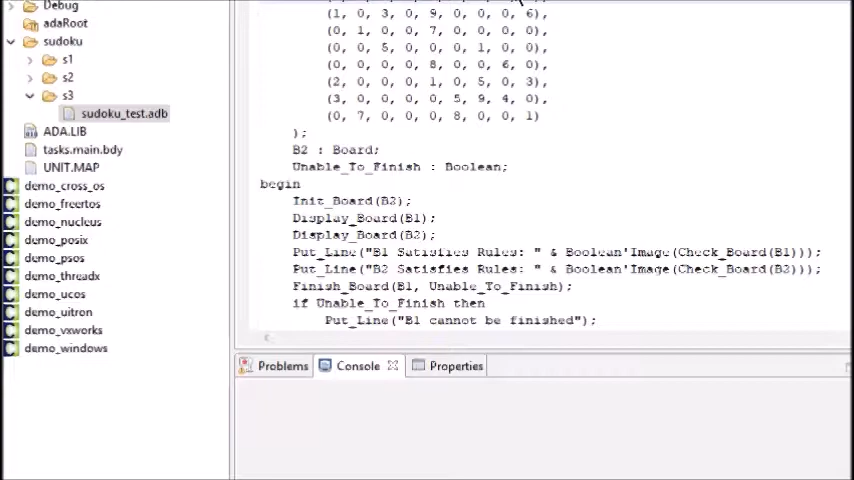 Debug
adaRoot
sudoku
s1
s2
s3
sudoku_test.adb
ADA.LIB
tasks.main.bdy
UNIT.MAP
demo_cross_os
demo_freertos
demo_nucleus
demo_posix
demo_psos
demo_threadx
demo_ucos
demo_uitron
demo_vxworks
demo_windows
(1, 0, 3, 0, 9, 0, 0, 0, 6),
(0, 1, 0, 0, 7, 0, 0, 0, 0),
(0, 0, 5, 0, 0, 0, 1, 0, 0),
(0, 0, 0, 0, 8, 0, 0, 6, 0),
(2, 0, 0, 0, 1, 0, 5, 0, 3),
(3, 0, 0, 0, 0, 5, 9, 4, 0),
(0, 7, 0, 0, 0, 8, 0, 0, 1)
);
B2 : Board;
Unable_To_Finish : Boolean;
begin
Init_Board(B2);
Display_Board(B1);
Display_Board(B2);
Put_Line("B1 Satisfies Rules: " & Boolean'Image(Check_Board(B1)));
Put_Line("B2 Satisfies Rules: " & Boolean'Image(Check_Board(B2)));
Finish_Board(B1, Unable_To_Finish);
if Unable_To_Finish then
Put_Line("B1 cannot be finished");
Problems Console Properties